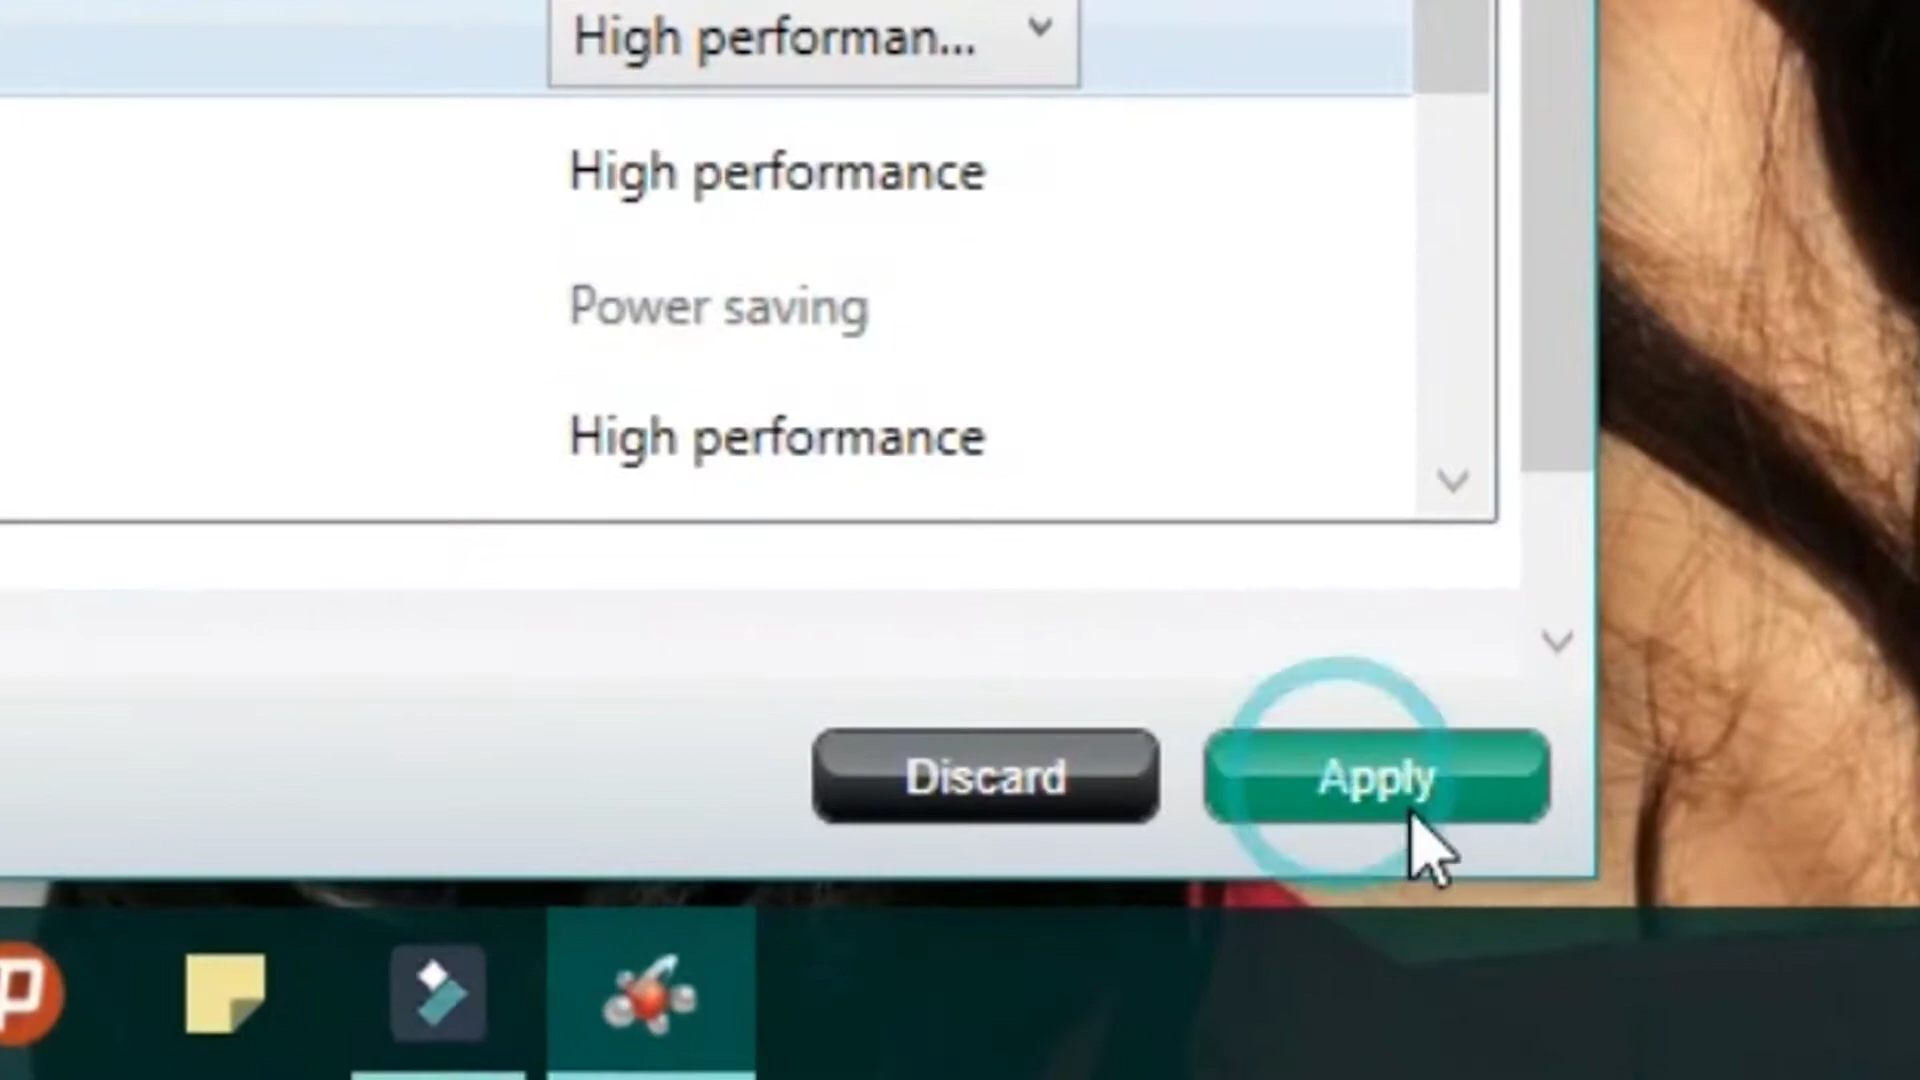 High performan...
High performance
Power saving
High performance
Discard
Apply
P